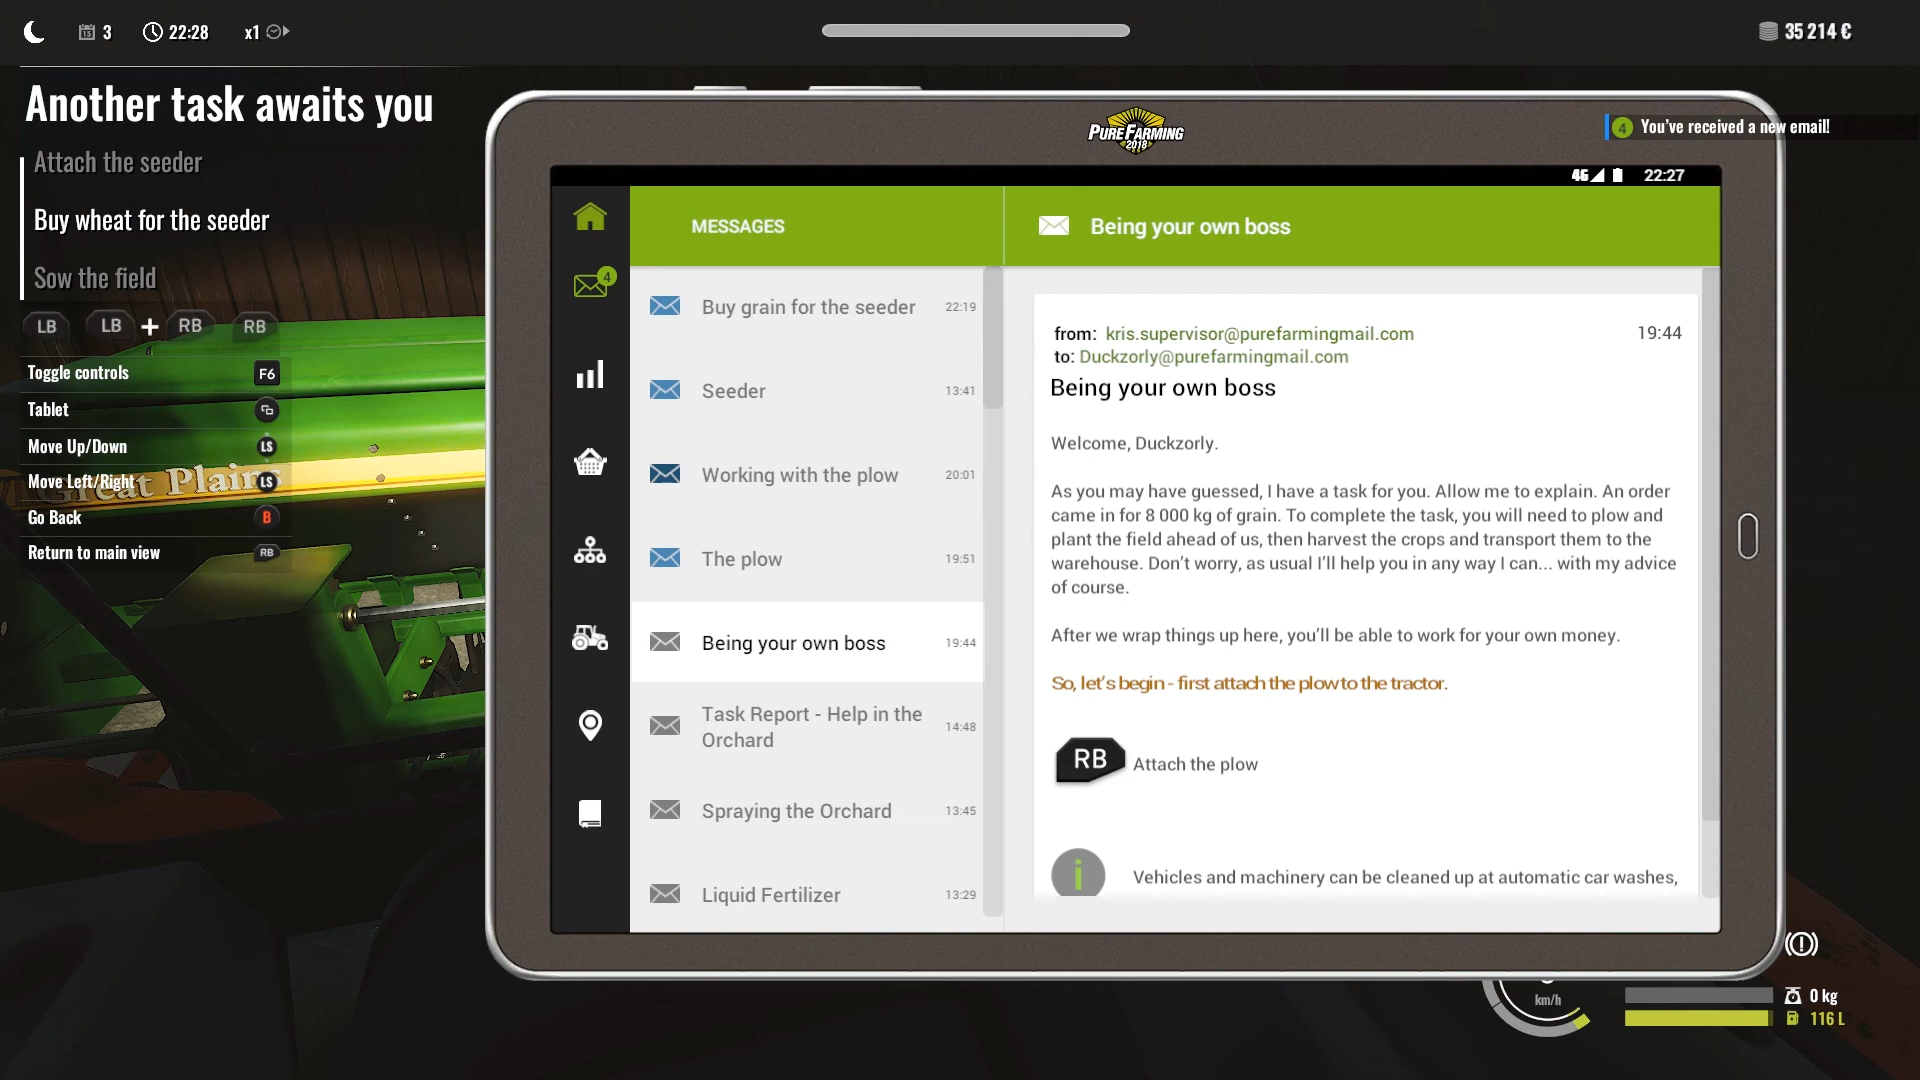 3
22:28
x1
35 214 €
Another task awaits you
Attach the seeder
Buy wheat for the seeder
Sow the field
LB LB + RB RB
Toggle controls F6
Tablet
Move Up/Down LS
Move Left/Right LS
Go Back B
Return to main view RB
Great Plains
PURE FARMING
2018
4 You've received a new email!
4G 22:27
4
MESSAGES
Buy grain for the seeder 22:19
Seeder 13:41
Working with the plow 20:01
The plow 19:51
Being your own boss 19:44
Task Report - Help in the
Orchard 14:48
Spraying the Orchard 13:45
Liquid Fertilizer 13:29
Being your own boss
from: kris.supervisor@purefarmingmail.com 19:44
to: Duckzorly@purefarmingmail.com
Being your own boss
Welcome, Duckzorly.
As you may have guessed, I have a task for you. Allow me to explain. An order
came in for 8 000 kg of grain. To complete the task, you will need to plow and
plant the field ahead of us, then harvest the crops and transport them to the
warehouse. Don't worry, as usual I'll help you in any way I can... with my advice
of course.
After we wrap things up here, you'll be able to work for your own money.
So, let's begin - first attach the plow to the tractor.
RB Attach the plow
i Vehicles and machinery can be cleaned up at automatic car washes,
km/h
0 kg
116 L